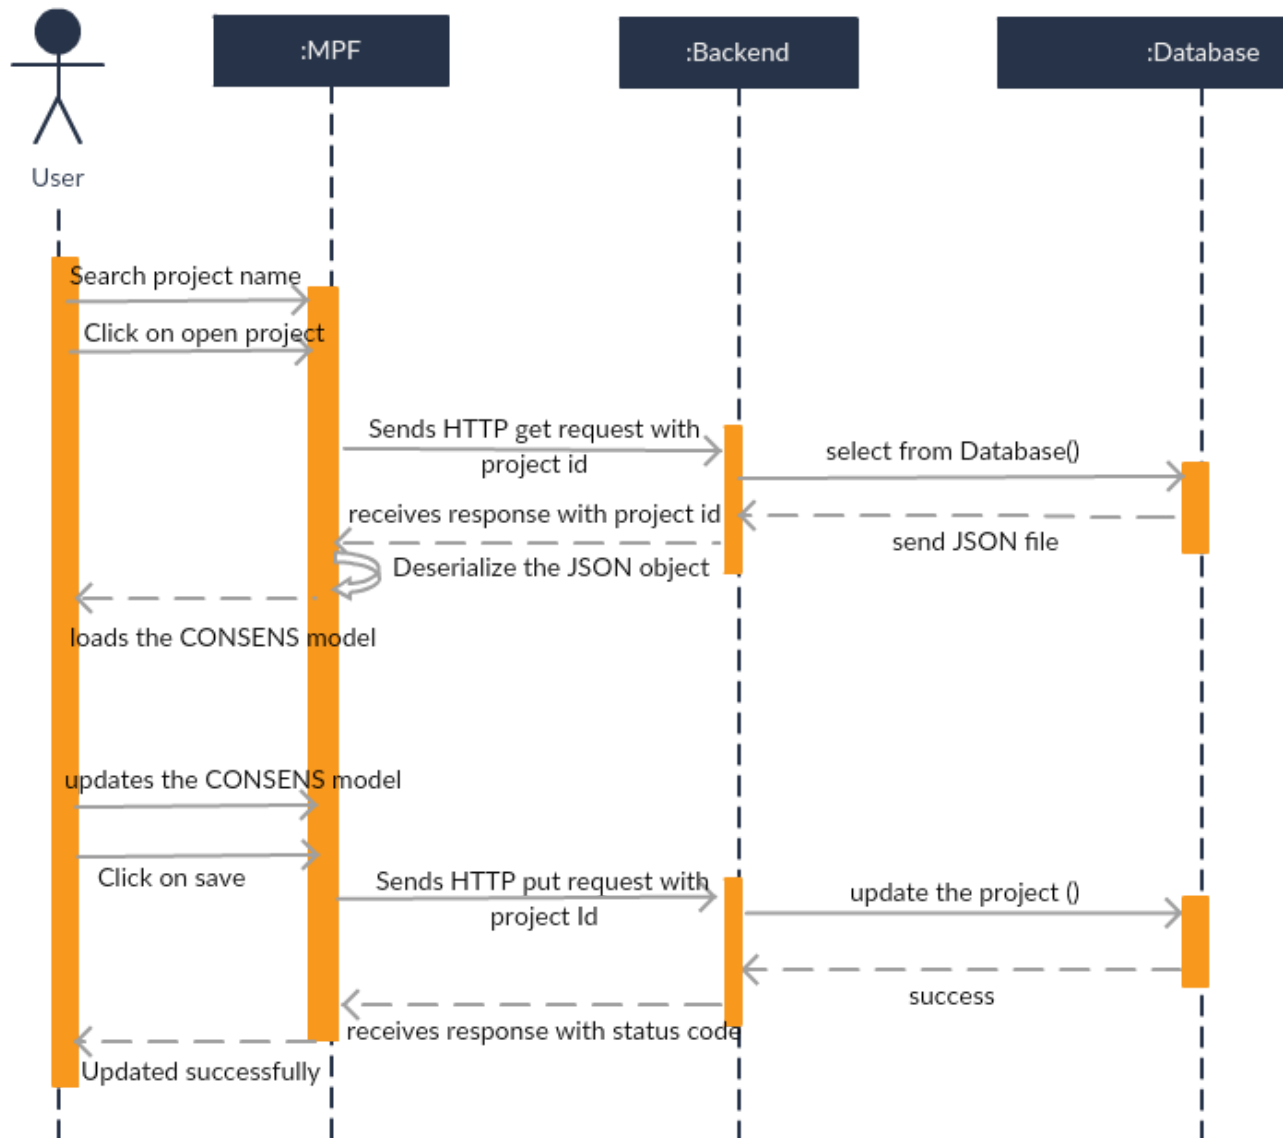 :MPF
:Backend
:Database
User
Search project name
Click on open project
Sends HTTP get request with
project id
select from Database()
receives response with project id
send JSON file
Deserialize the JSON object
loads the CONSENS model
updates the CONSENS model
Click on save
Sends HTTP put request with
project Id
update the project ()
success
receives response with status code
Updated successfully